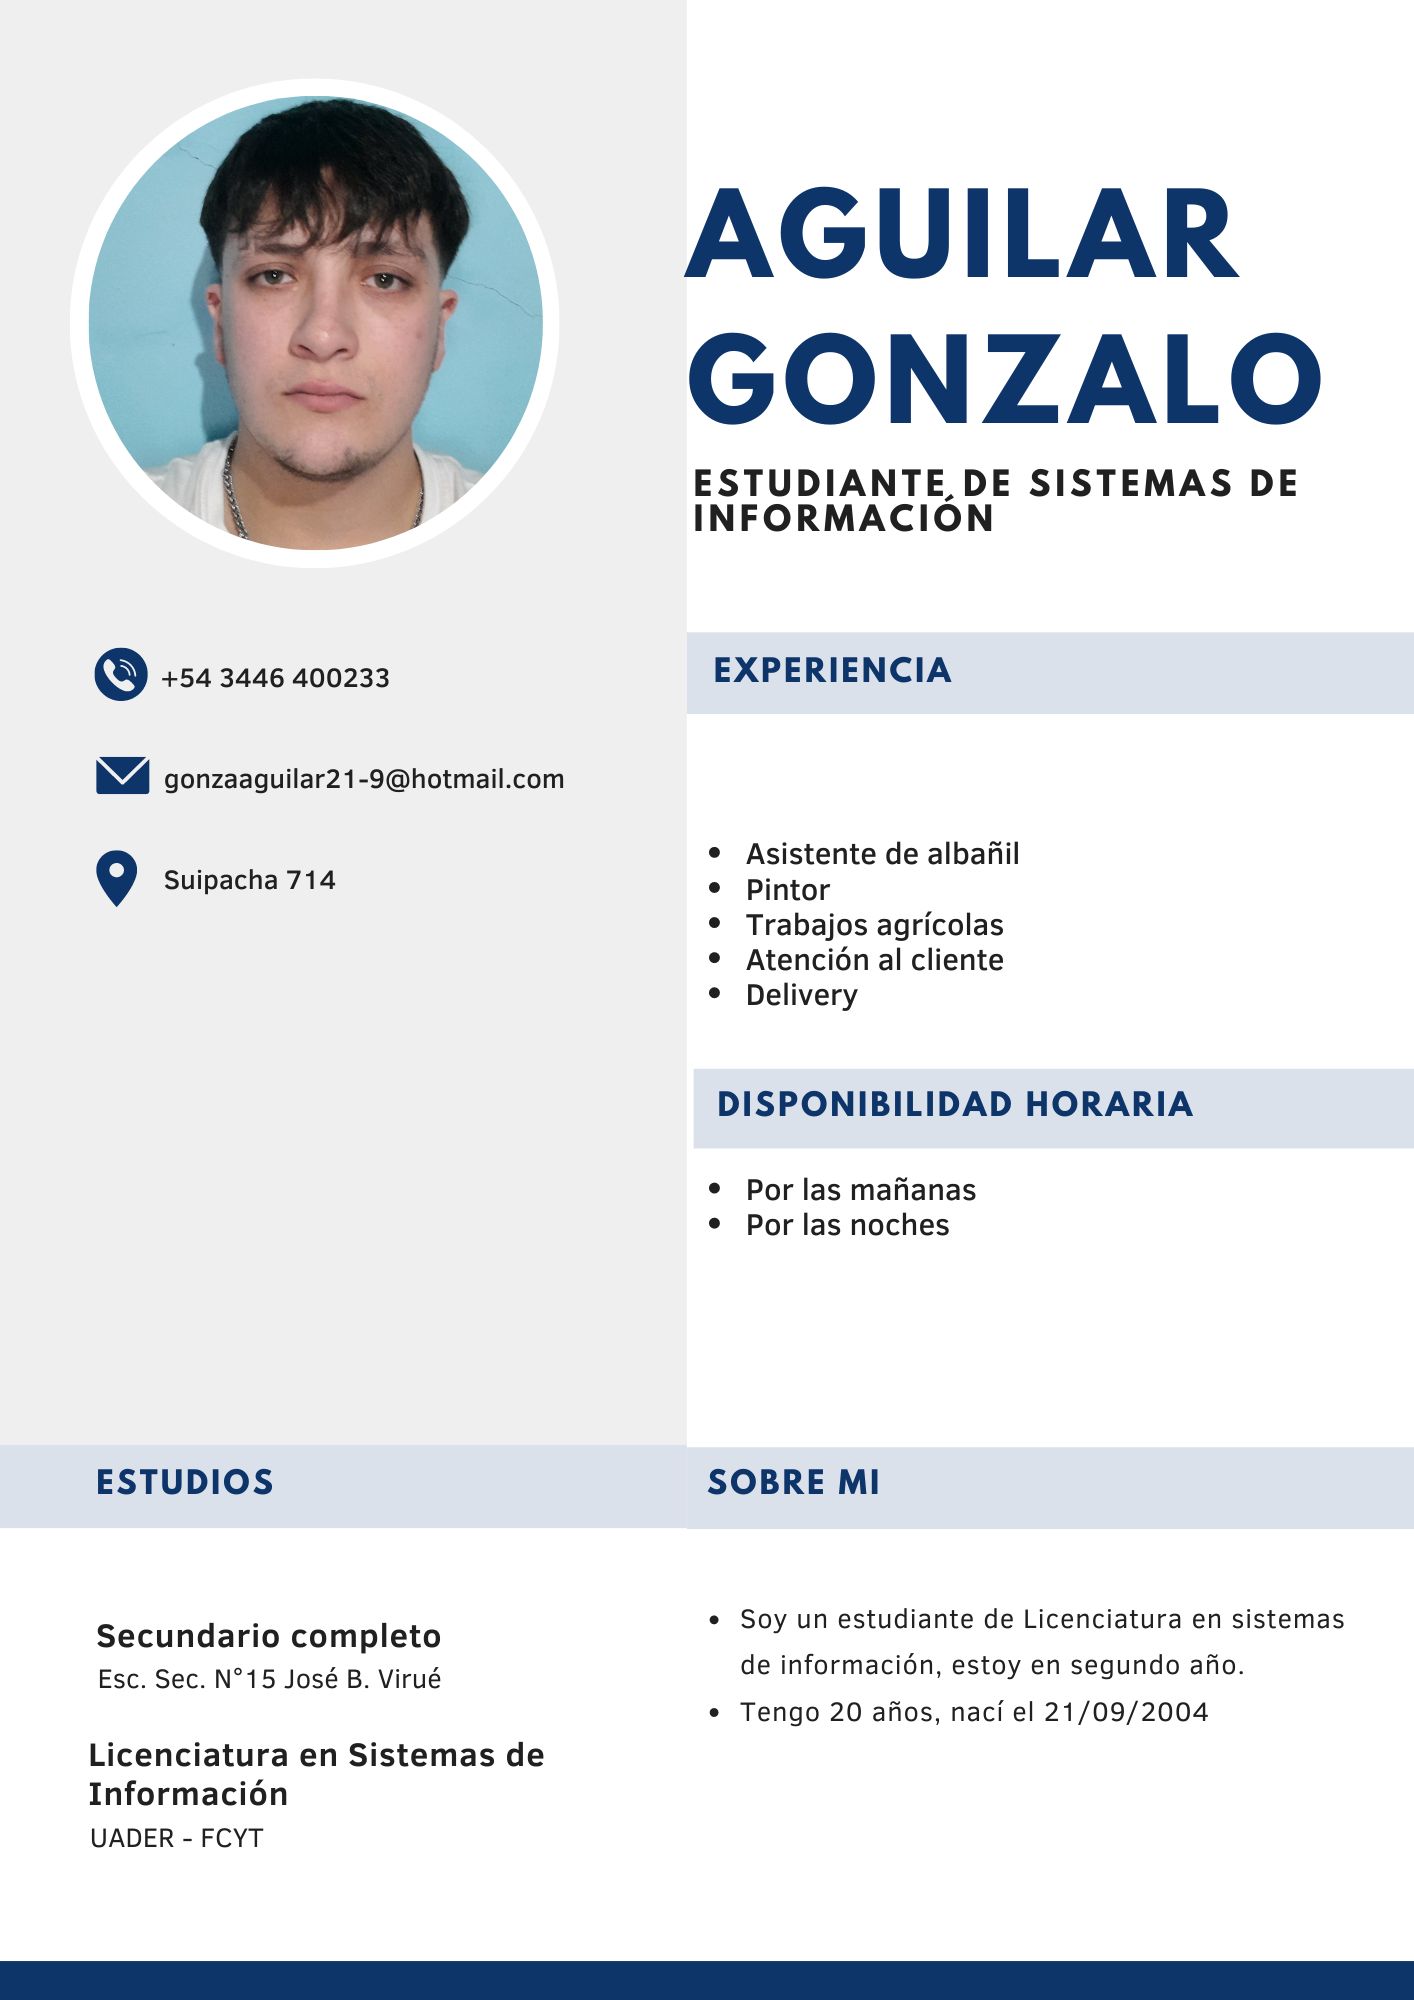 AGUILAR
GONZALO
ESTUDIANTE DE SISTEMAS DE
INFORMACIÓN
+54 3446 400233
gonzaaguilar21-9@hotmail.com
Suipacha 714
EXPERIENCIA
• Asistente de albañil
• Pintor
• Trabajos agrícolas
• Atención al cliente
• Delivery
DISPONIBILIDAD HORARIA
• Por las mañanas
• Por las noches
ESTUDIOS
Secundario completo
Esc. Sec. N°15 José B. Virué
Licenciatura en Sistemas de
Información
UADER - FCYT
SOBRE MI
• Soy un estudiante de Licenciatura en sistemas
de información, estoy en segundo año.
• Tengo 20 años, nací el 21/09/2004